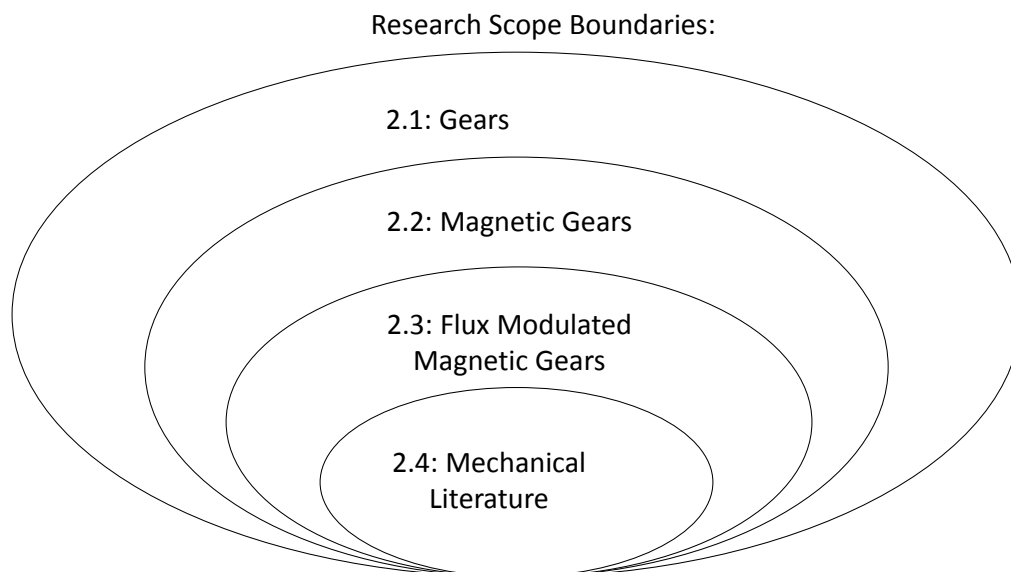 Research Scope Boundaries:
2.1: Gears
2.2: Magnetic Gears
2.3: Flux Modulated
Magnetic Gears
2.4: Mechanical
Literature